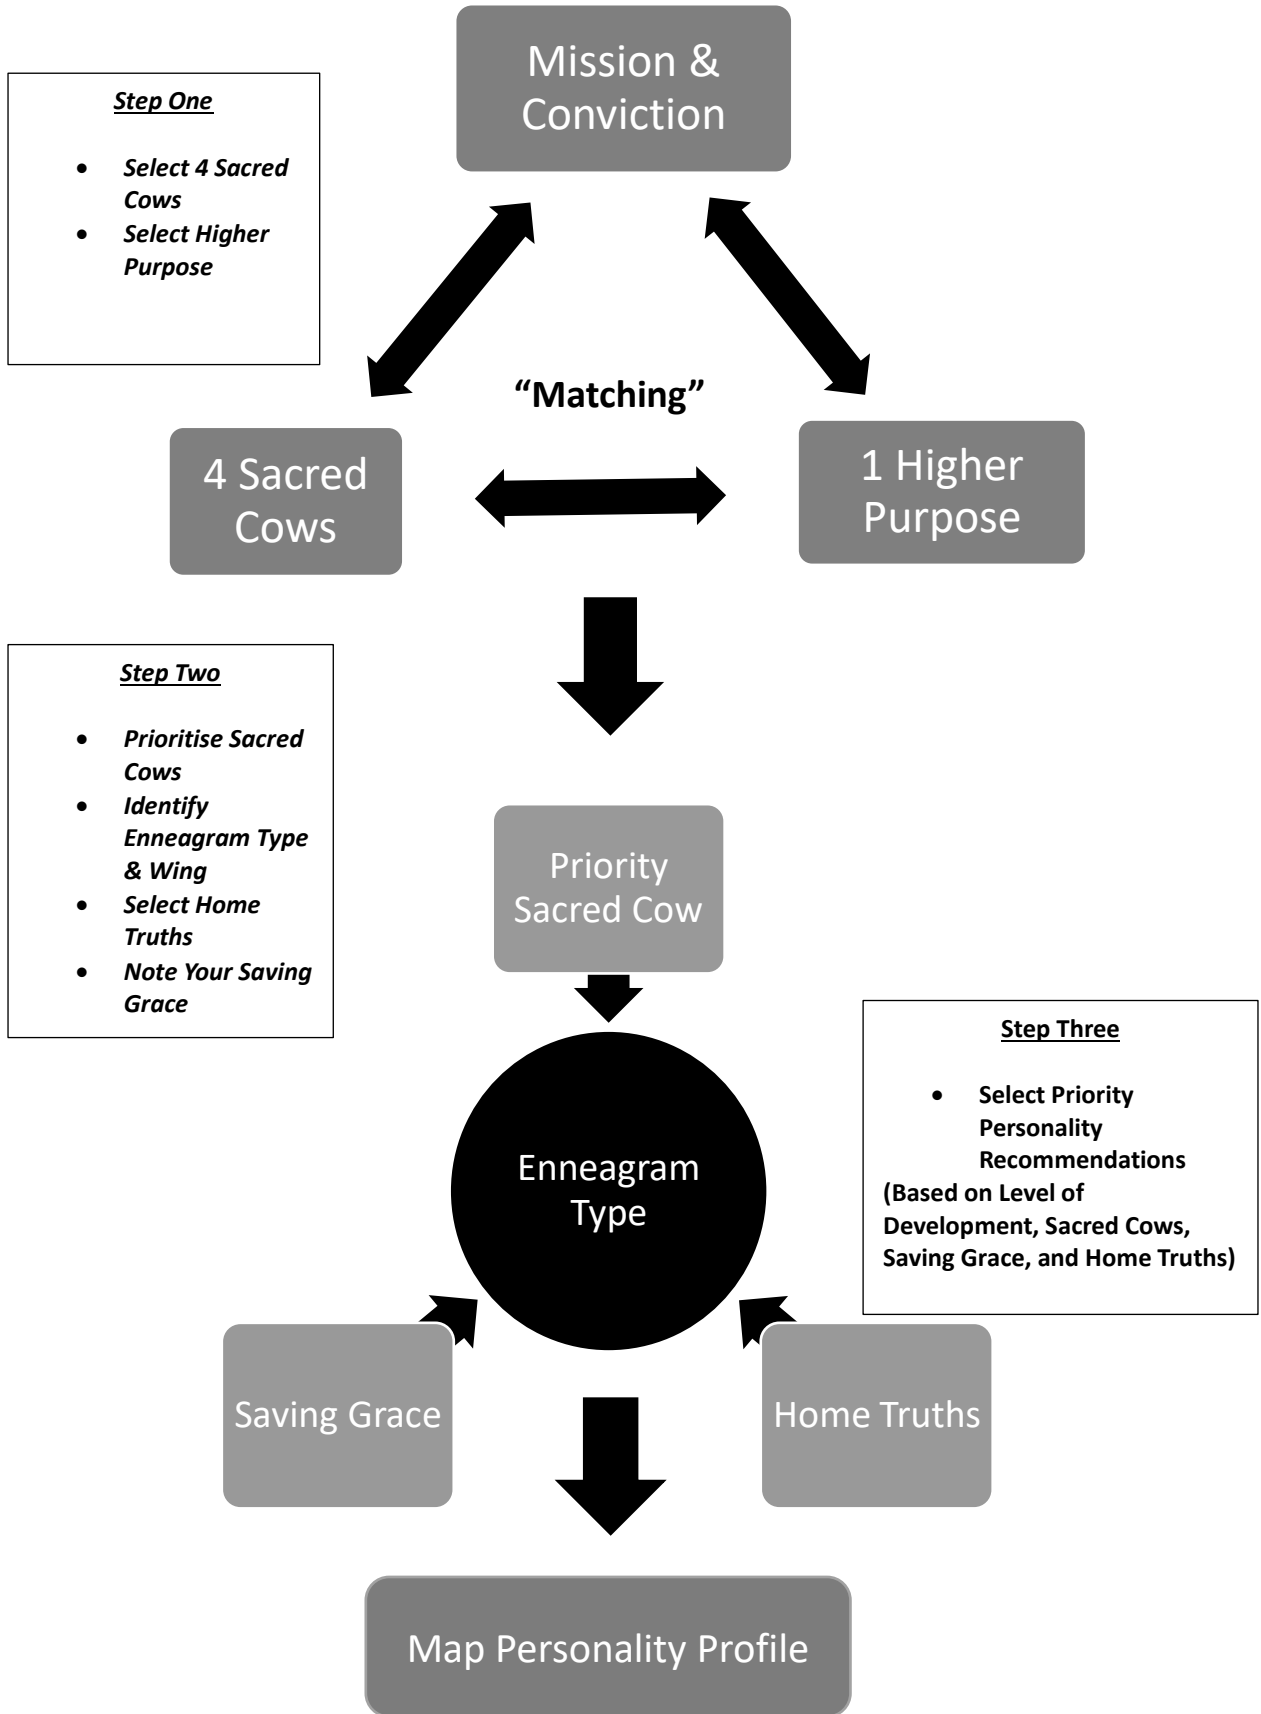 Mission &
Conviction
Step One
• Select 4 Sacred
Cows
• Select Higher
Purpose
“Matching”
4 Sacred
Cows
1 Higher
Purpose
Step Two
• Prioritise Sacred
Cows
• Identify
Enneagram Type
& Wing
• Select Home
Truths
• Note Your Saving
Grace
Priority
Sacred Cow
Enneagram
Type
Step Three
• Select Priority
Personality
Recommendations
(Based on Level of
Development, Sacred Cows,
Saving Grace, and Home Truths)
Saving Grace
Home Truths
Map Personality Profile